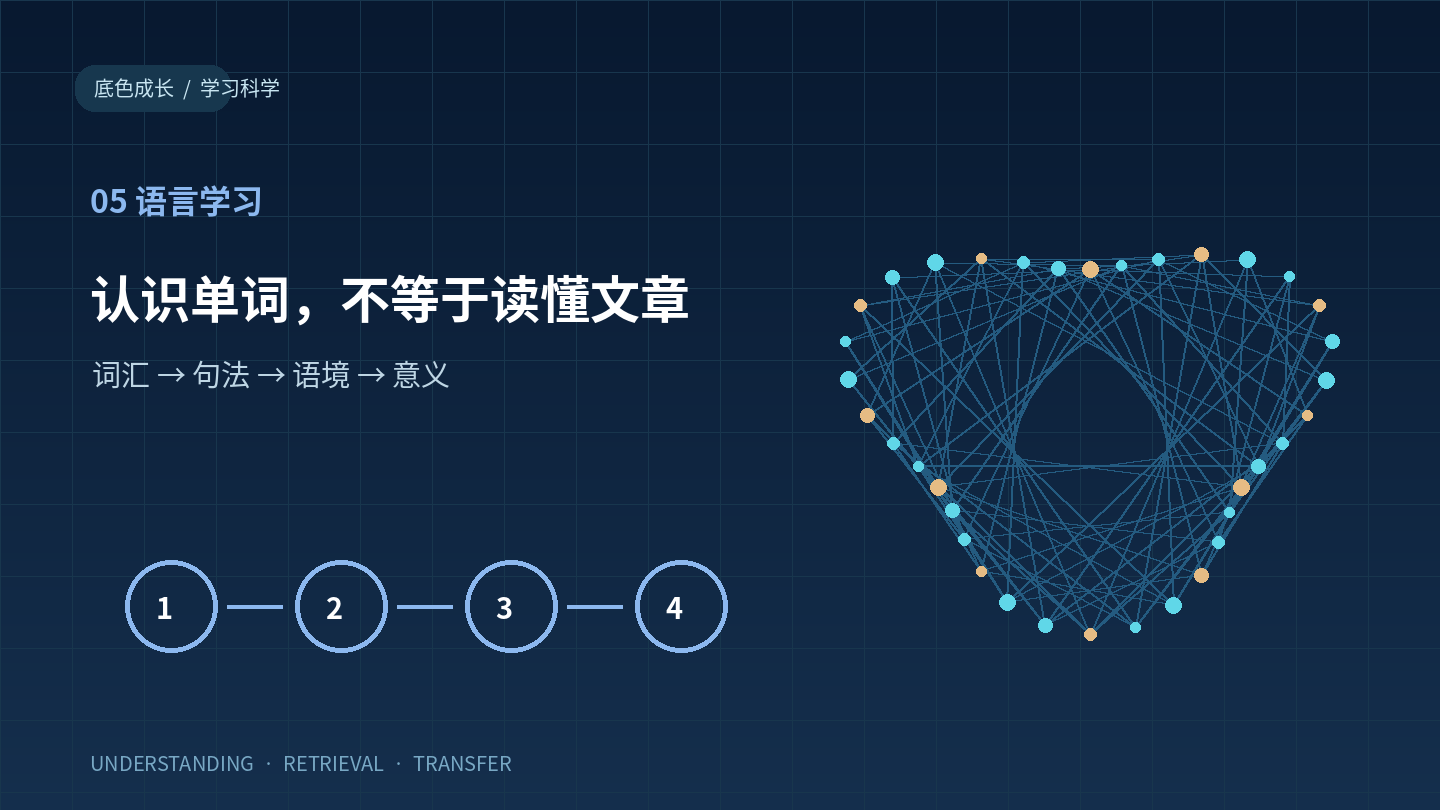 底色成长 / 学习科学
05 语言学习
认识单词，不等于读懂文章
词汇 → 句法 → 语境 → 意义
1 2 3 4
UNDERSTANDING · RETRIEVAL · TRANSFER